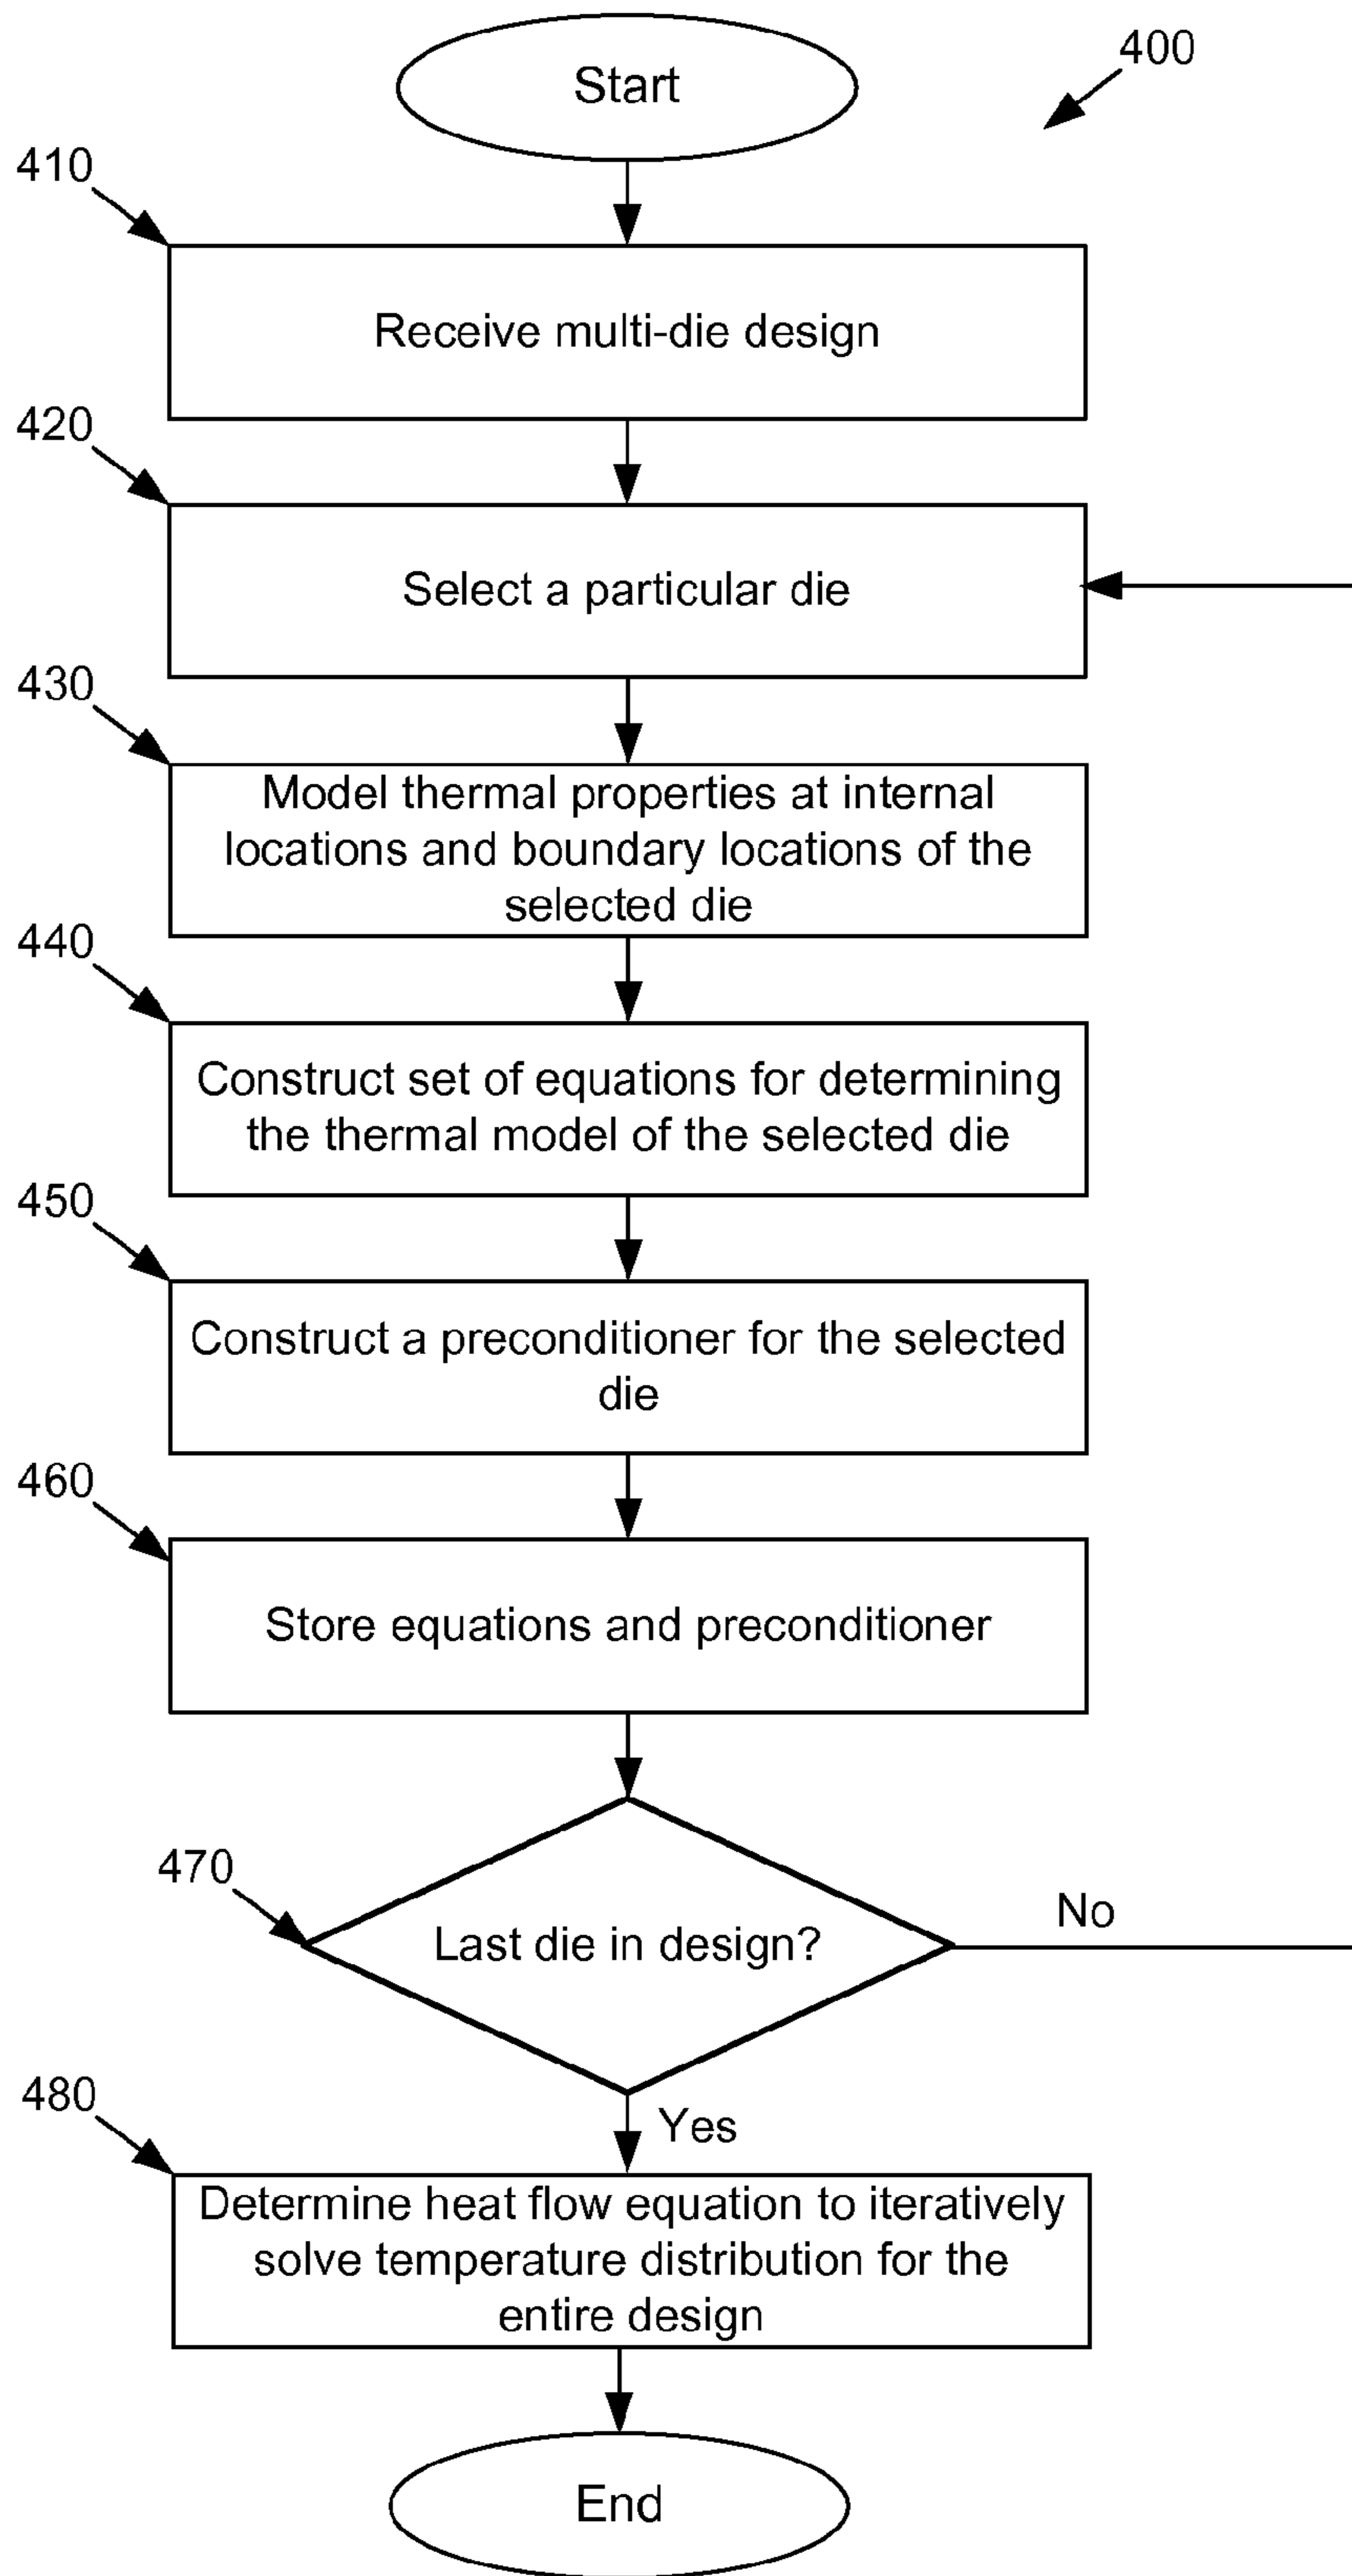 Start
400
410
Receive multi-die design
420
Select a particular die
430
Model thermal properties at internal
locations and boundary locations of the
selected die
440
Construct set of equations for determining
the thermal model of the selected die
450
Construct a preconditioner for the selected
die
460
Store equations and preconditioner
470
Last die in design?
No
Yes
480
Determine heat flow equation to iteratively
solve temperature distribution for the
entire design
End